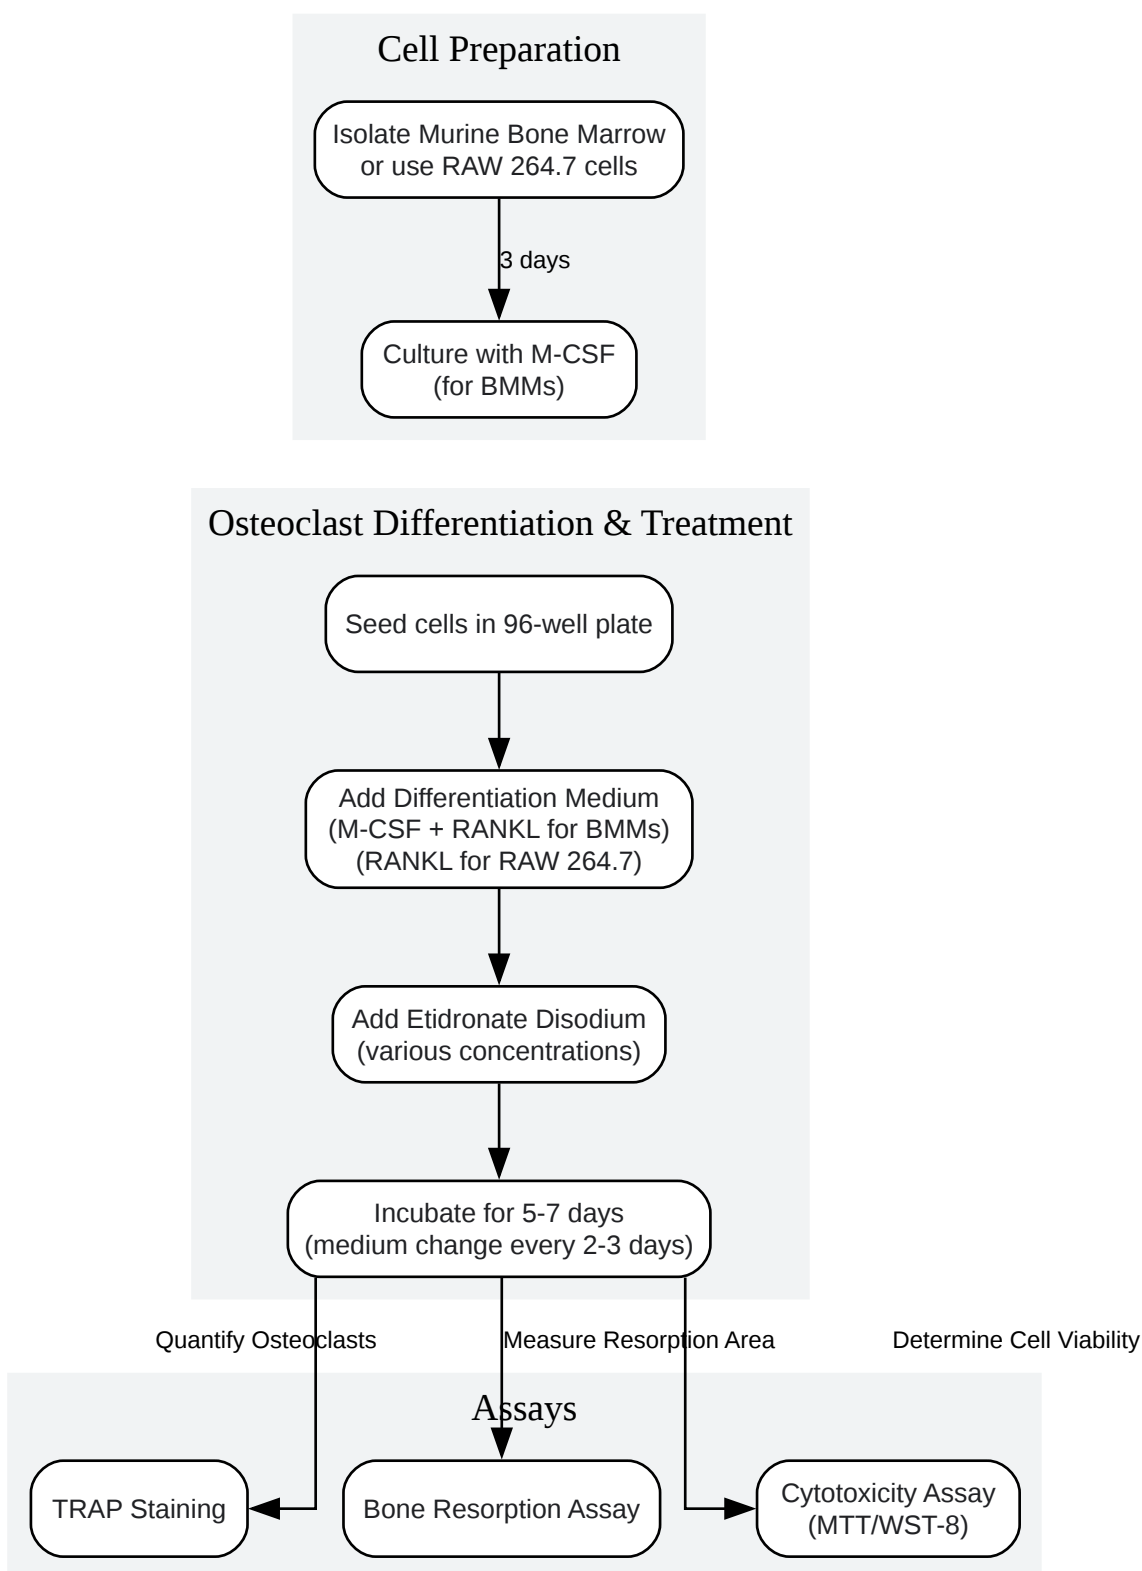 Cell Preparation
Isolate Murine Bone Marrow
or use RAW 264.7 cells
3 days
Culture with M-CSF
(for BMMs)
Osteoclast Differentiation & Treatment
Seed cells in 96-well plate
Add Differentiation Medium
(M-CSF + RANKL for BMMs)
(RANKL for RAW 264.7)
Add Etidronate Disodium
(various concentrations)
Incubate for 5-7 days
(medium change every 2-3 days)
Quantify Osteoclasts
Measure Resorption Area
Determine Cell Viability
Assays
TRAP Staining
Bone Resorption Assay
Cytotoxicity Assay
(MTT/WST-8)